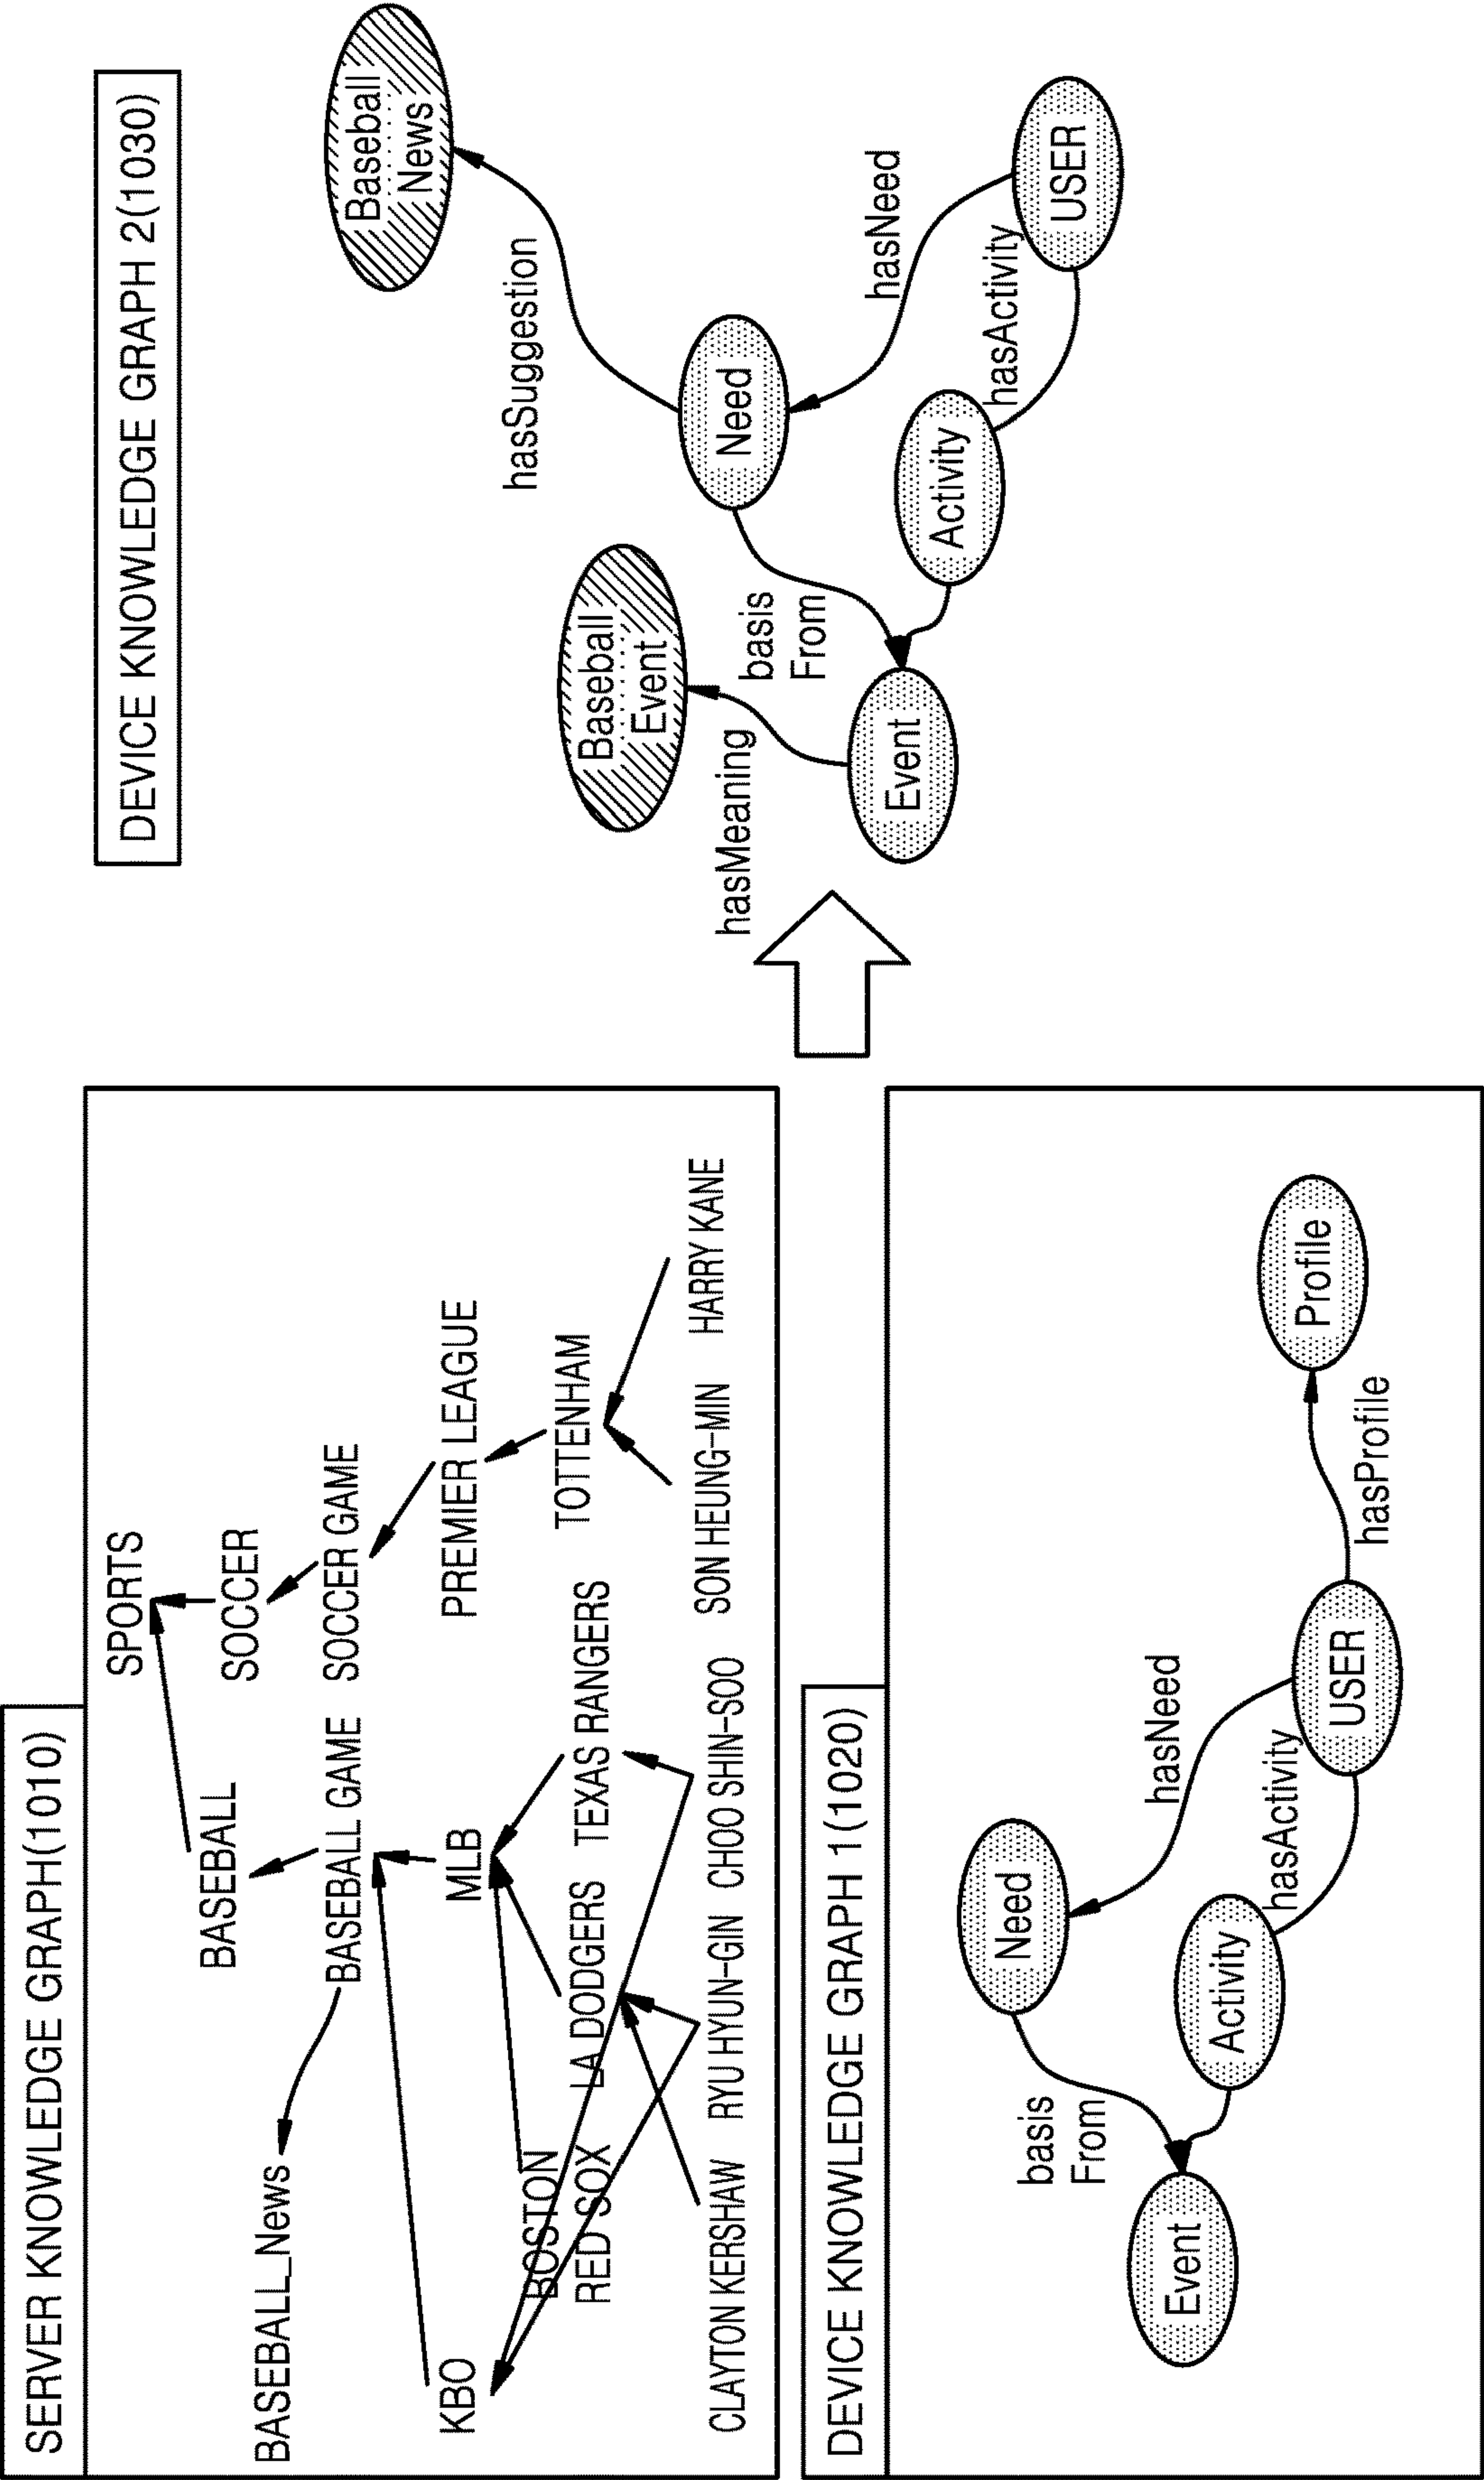 SERVER KNOWLEDGE GRAPH(1010)
SPORTS
BASEBALL
SOCCER
BASEBALL_News
BASEBALL GAME
SOCCER GAME
KBO
MLB
PREMIER LEAGUE
BOSTON
RED SOX
LA DODGERS
TEXAS RANGERS
TOTTENHAM
CLAYTON KERSHAW
RYU HYUN-GIN
CHOO SHIN-SOO
SON HEUNG-MIN
HARRY KANE
DEVICE KNOWLEDGE GRAPH 1(1020)
Need
hasNeed
basis
From
Event
Activity
hasActivity
USER
hasProfile
Profile
DEVICE KNOWLEDGE GRAPH 2(1030)
Baseball
News
hasSuggestion
Baseball
Event
Need
hasNeed
hasMeaning
basis
From
Event
Activity
hasActivity
USER